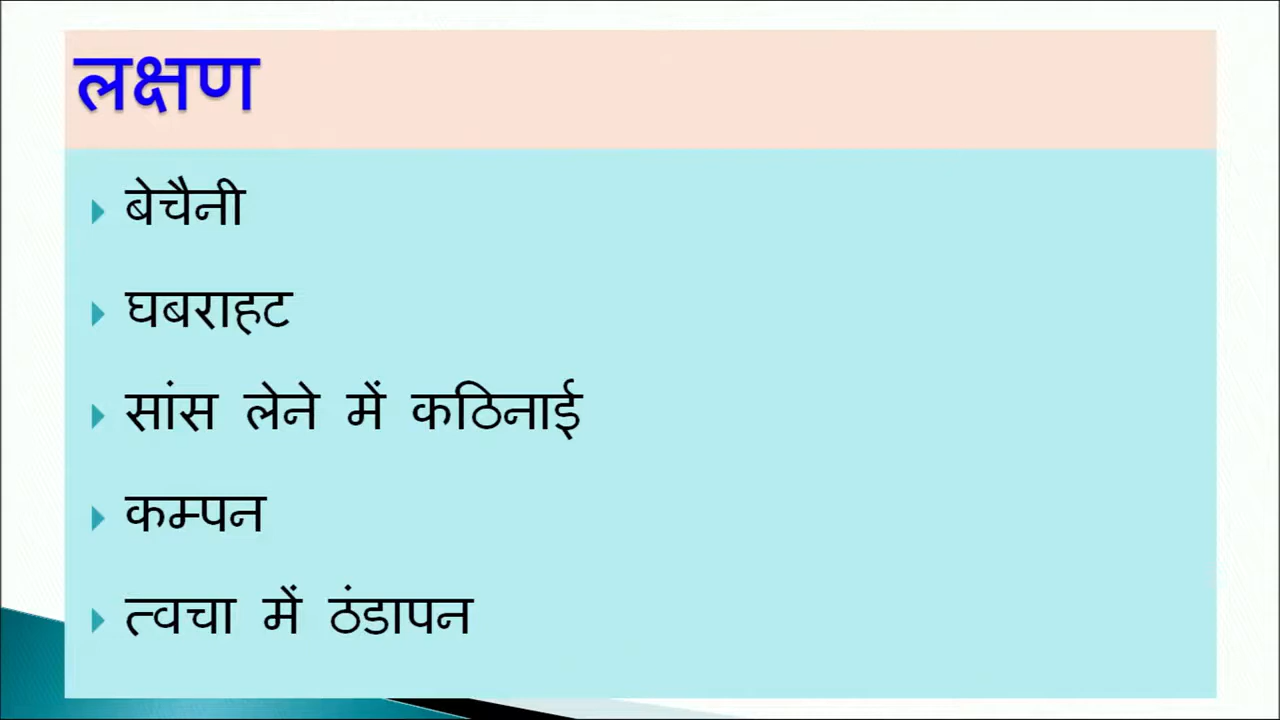 लक्षण
बेचैनी
घबराहट
सांस लेने में कठिनाई
कम्पन
त्वचा में ठंडापन